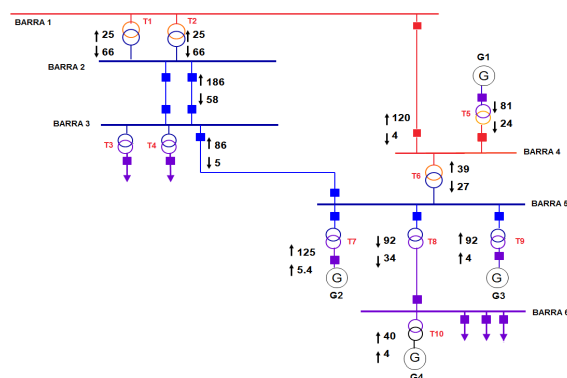 BARRA 1
T1
T2
↑ 25
↓ 66
↑ 25
↓ 66
BARRA 2
↑ 186
↓ 58
G1
G
T5
↓ 81
↓ 24
BARRA 3
T3
T4
↑ 86
↓ 5
↑ 120
↓ 4
BARRA 4
T6
↑ 39
↓ 27
BARRA 5
T7
↑ 125
↑ 5.4
G
G2
↓ 92
↓ 34
T8
↑ 92
↑ 4
T9
G
G3
BARRA 6
T10
↑ 40
↑ 4
G
G4